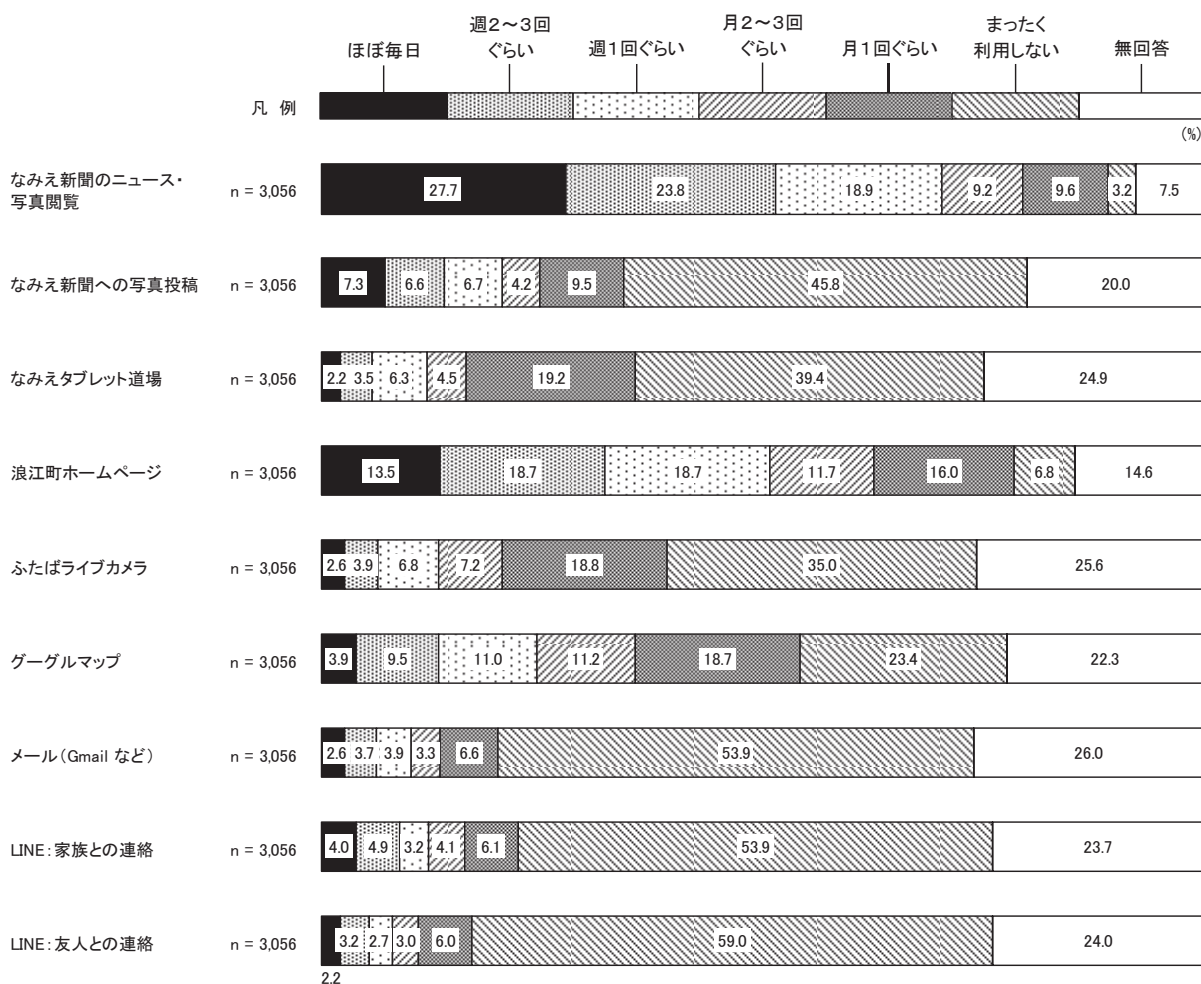 ほぼ毎日
週2～3回
ぐらい
週1回ぐらい
月2～3回
ぐらい
月1回ぐらい
まったく
利用しない
無回答
凡 例
(%)
なみえ新聞のニュース・
写真閲覧
n = 3,056
27.7 23.8 18.9 9.2 9.6 3.2 7.5
なみえ新聞への写真投稿 n = 3,056 7.3 6.6 6.7 4.2 9.5 45.8 20.0
なみえタブレット道場 n = 3,056 2.2 3.5 6.3 4.5 19.2 39.4 24.9
浪江町ホームページ n = 3,056 13.5 18.7 18.7 11.7 16.0 6.8 14.6
ふたばライブカメラ n = 3,056 2.6 3.9 6.8 7.2 18.8 35.0 25.6
グーグルマップ n = 3,056 3.9 9.5 11.0 11.2 18.7 23.4 22.3
メール(Gmail など) n = 3,056 2.6 3.7 3.9 3.3 6.6 53.9 26.0
LINE:家族との連絡 n = 3,056 4.0 4.9 3.2 4.1 6.1 53.9 23.7
LINE:友人との連絡 n = 3,056 3.2 2.7 3.0 6.0 59.0 24.0
2.2